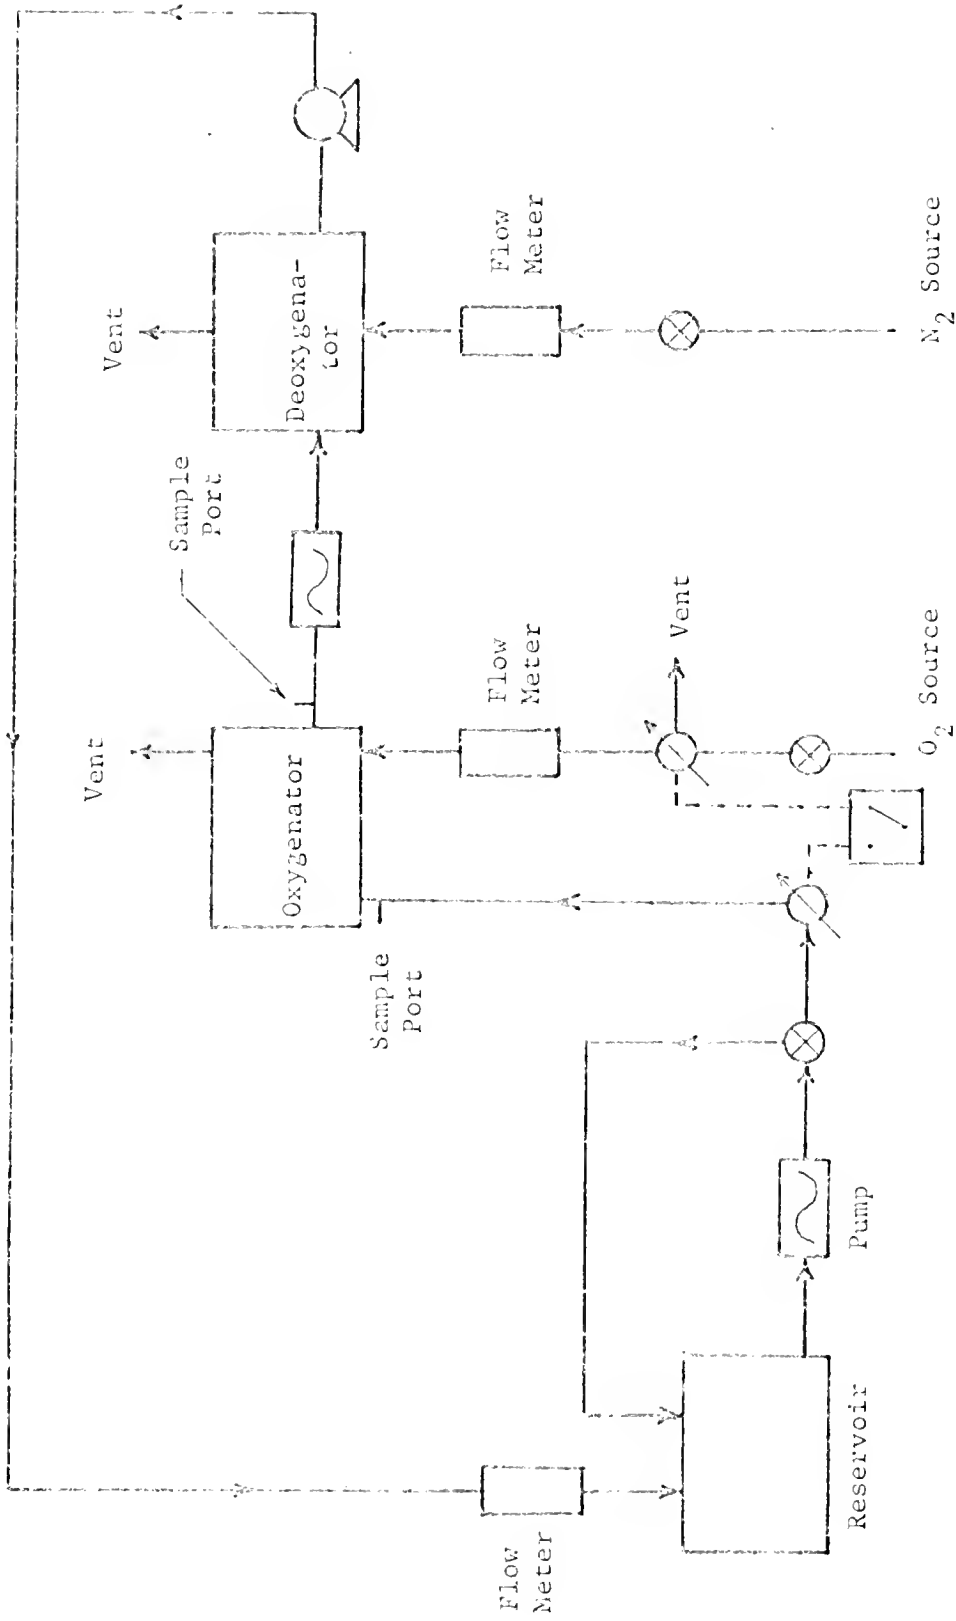 Vent
Deoxygena-
tor
Flow
Meter
N2 Source
Sample
Port
Vent
Oxygenator
Flow
Meter
Vent
O2 Source
Sample
Port
Pump
Reservoir
Flow
Meter